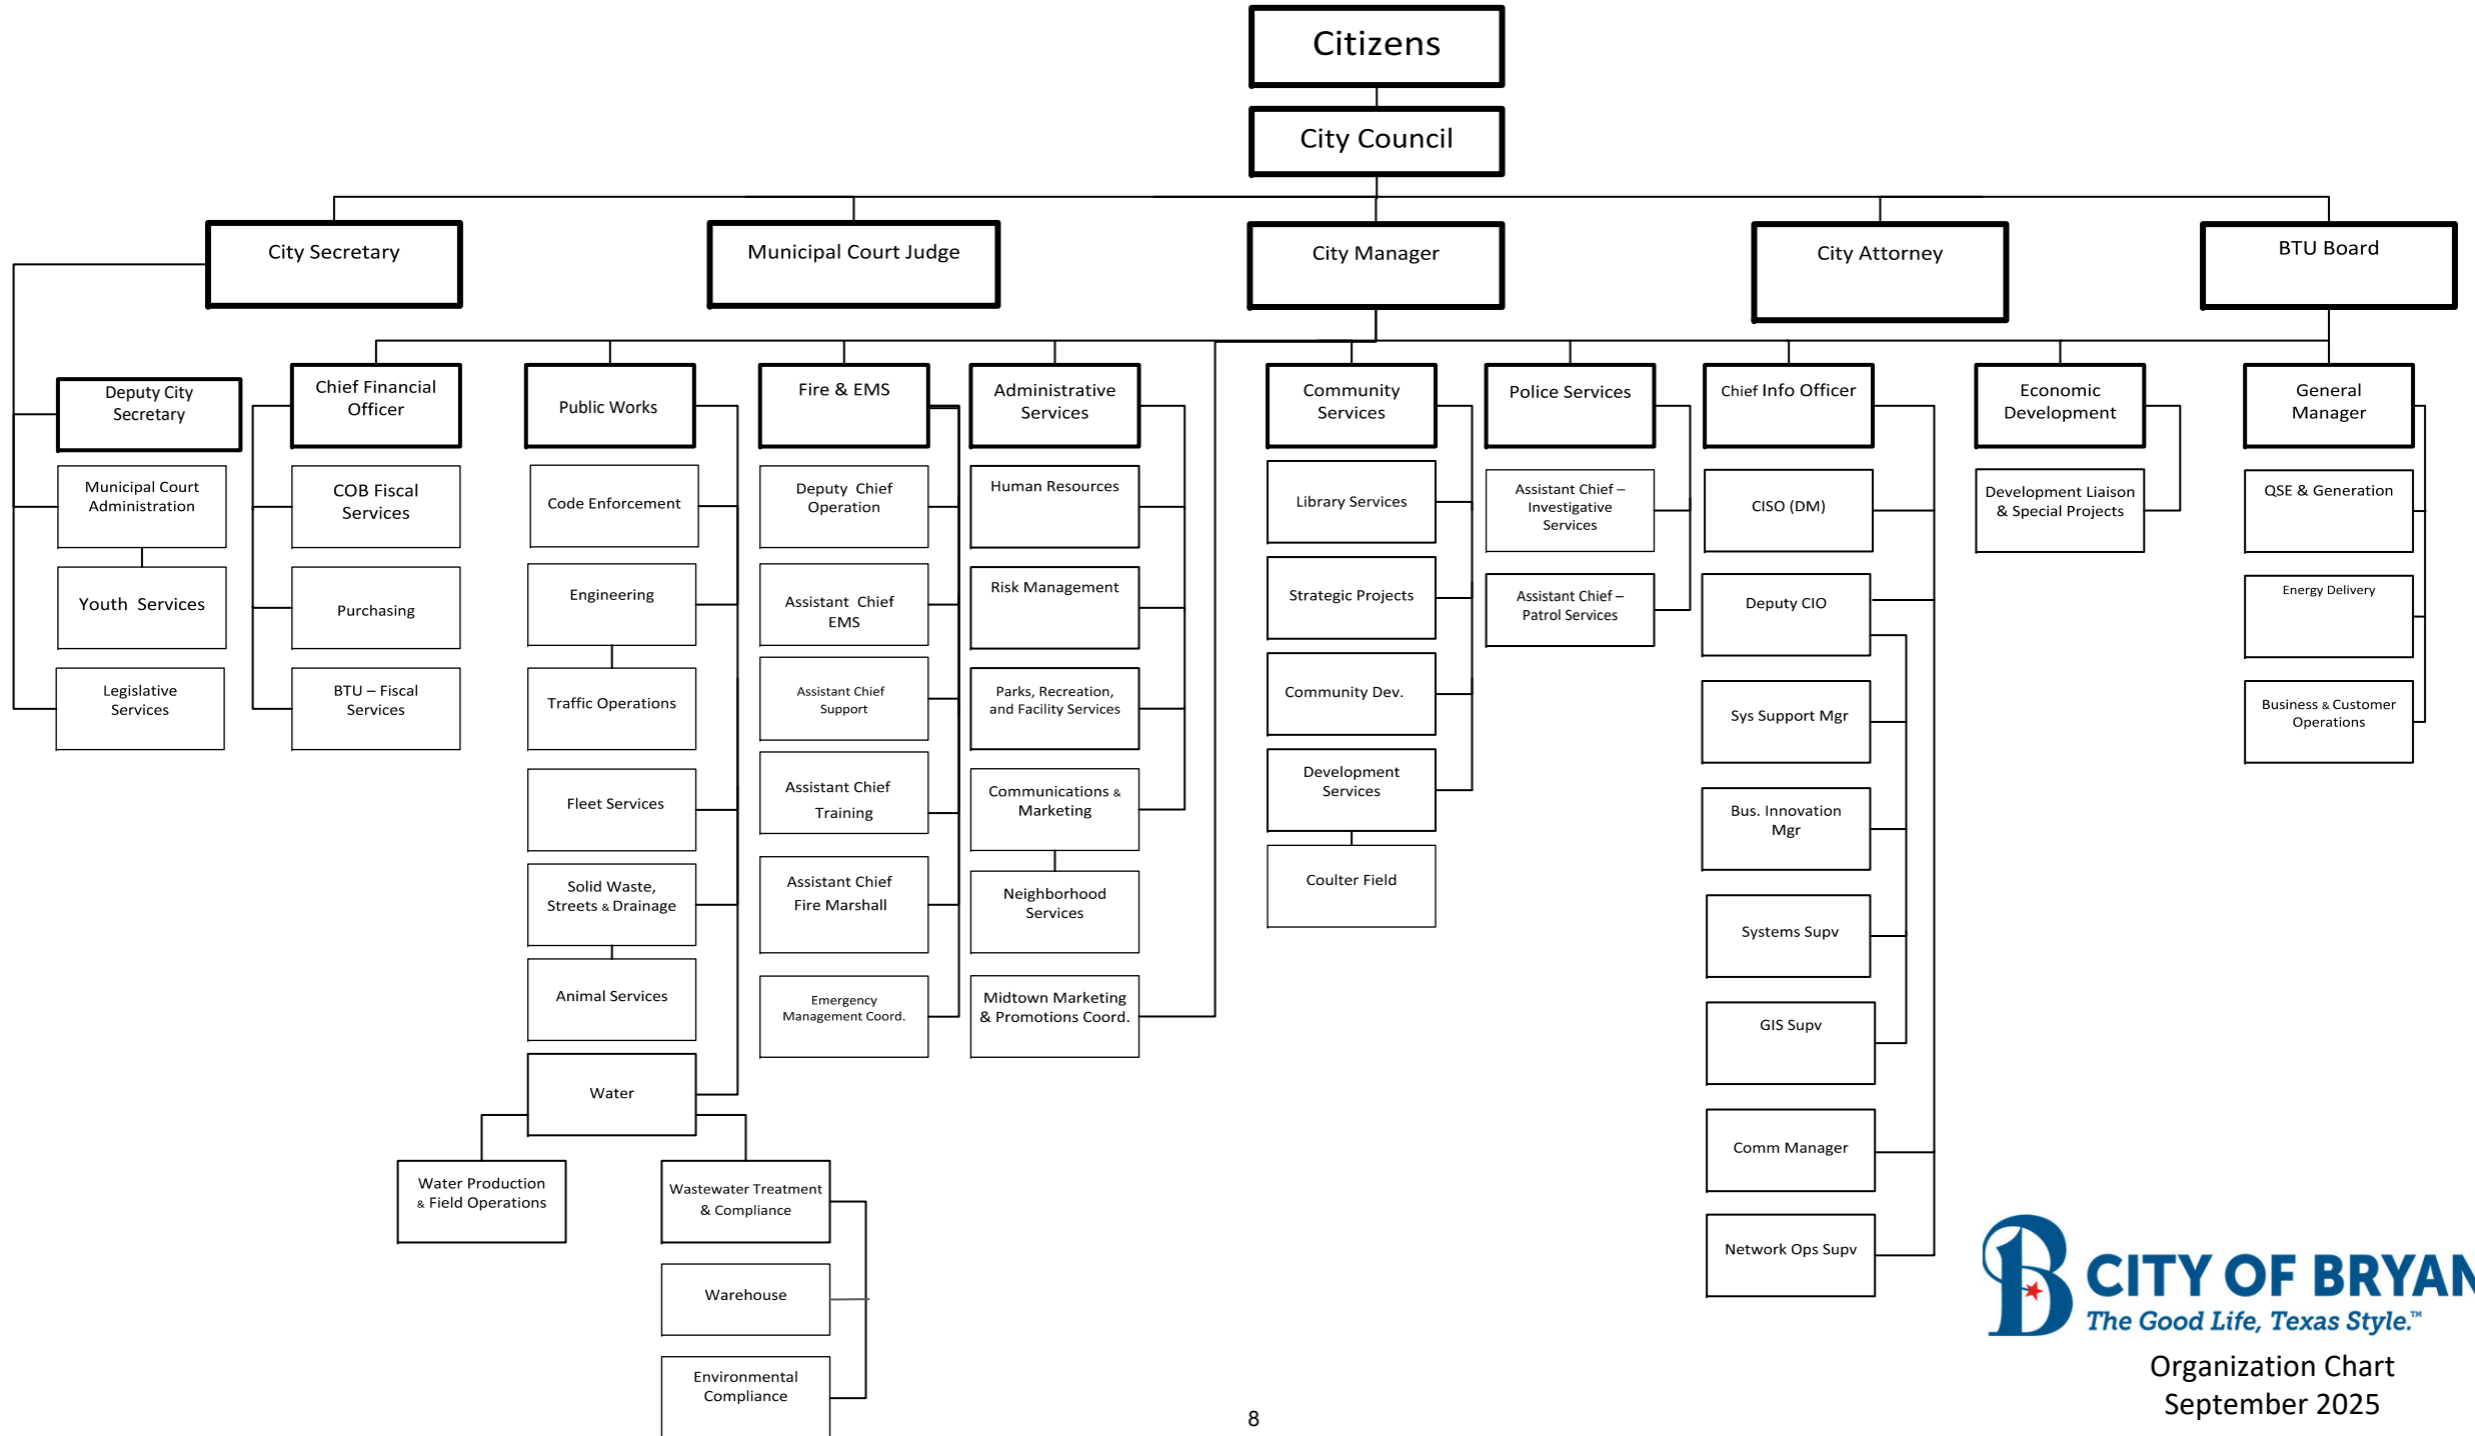 Citizens
City Council
City Secretary
Municipal Court Judge
City Manager
City Attorney
BTU Board
Deputy City
Secretary
Municipal Court
Administration
Youth Services
Legislative
Services
Chief Financial
Officer
COB Fiscal
Services
Purchasing
BTU – Fiscal
Services
Public Works
Code Enforcement
Engineering
Traffic Operations
Fleet Services
Solid Waste,
Streets & Drainage
Animal Services
Water
Water Production
& Field Operations
Wastewater Treatment
& Compliance
Warehouse
Environmental
Compliance
Fire & EMS
Deputy Chief
Operation
Assistant Chief
EMS
Assistant Chief
Support
Assistant Chief
Training
Assistant Chief
Fire Marshall
Emergency
Management Coord.
Administrative
Services
Human Resources
Risk Management
Parks, Recreation,
and Facility Services
Communications &
Marketing
Neighborhood
Services
Midtown Marketing
& Promotions Coord.
Community
Services
Library Services
Strategic Projects
Community Dev.
Development
Services
Coulter Field
Police Services
Assistant Chief –
Investigative
Services
Assistant Chief –
Patrol Services
Chief Info Officer
CISO (DM)
Deputy CIO
Sys Support Mgr
Bus. Innovation
Mgr
Systems Supv
GIS Supv
Comm Manager
Network Ops Supv
Economic
Development
Development Liaison
& Special Projects
General
Manager
QSE & Generation
Energy Delivery
Business & Customer
Operations
B CITY OF BRYAN
The Good Life, Texas Style.™
Organization Chart
September 2025
8